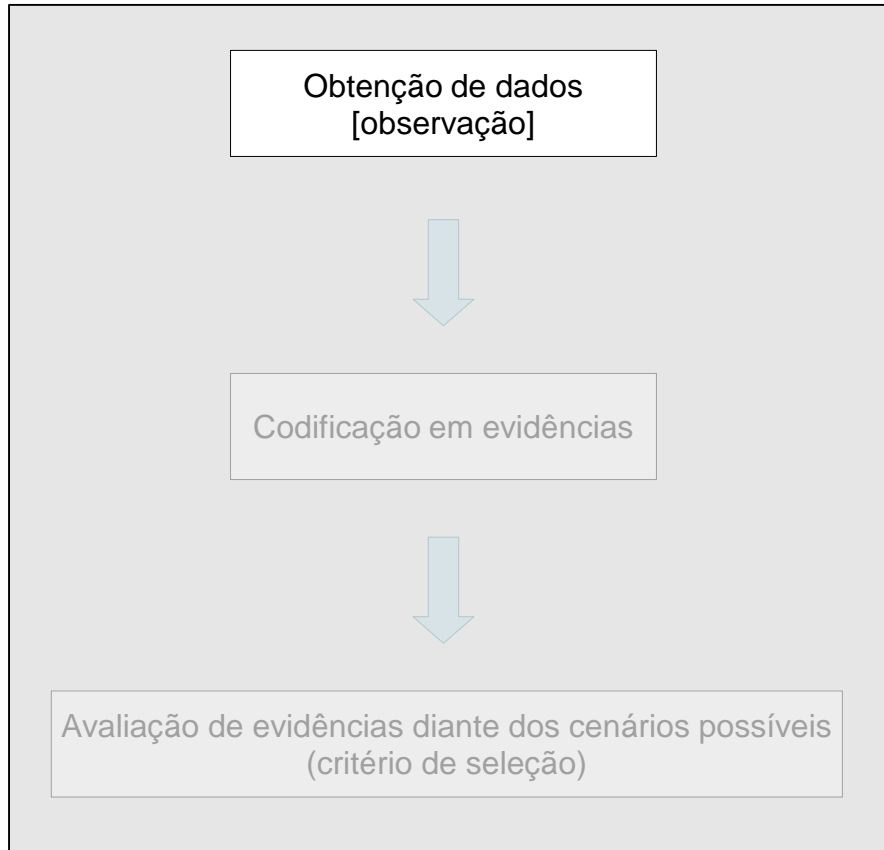 Obtenção de dados
[observação]
Codificação em evidências
Avaliação de evidências diante dos cenários possíveis
(critério de seleção)